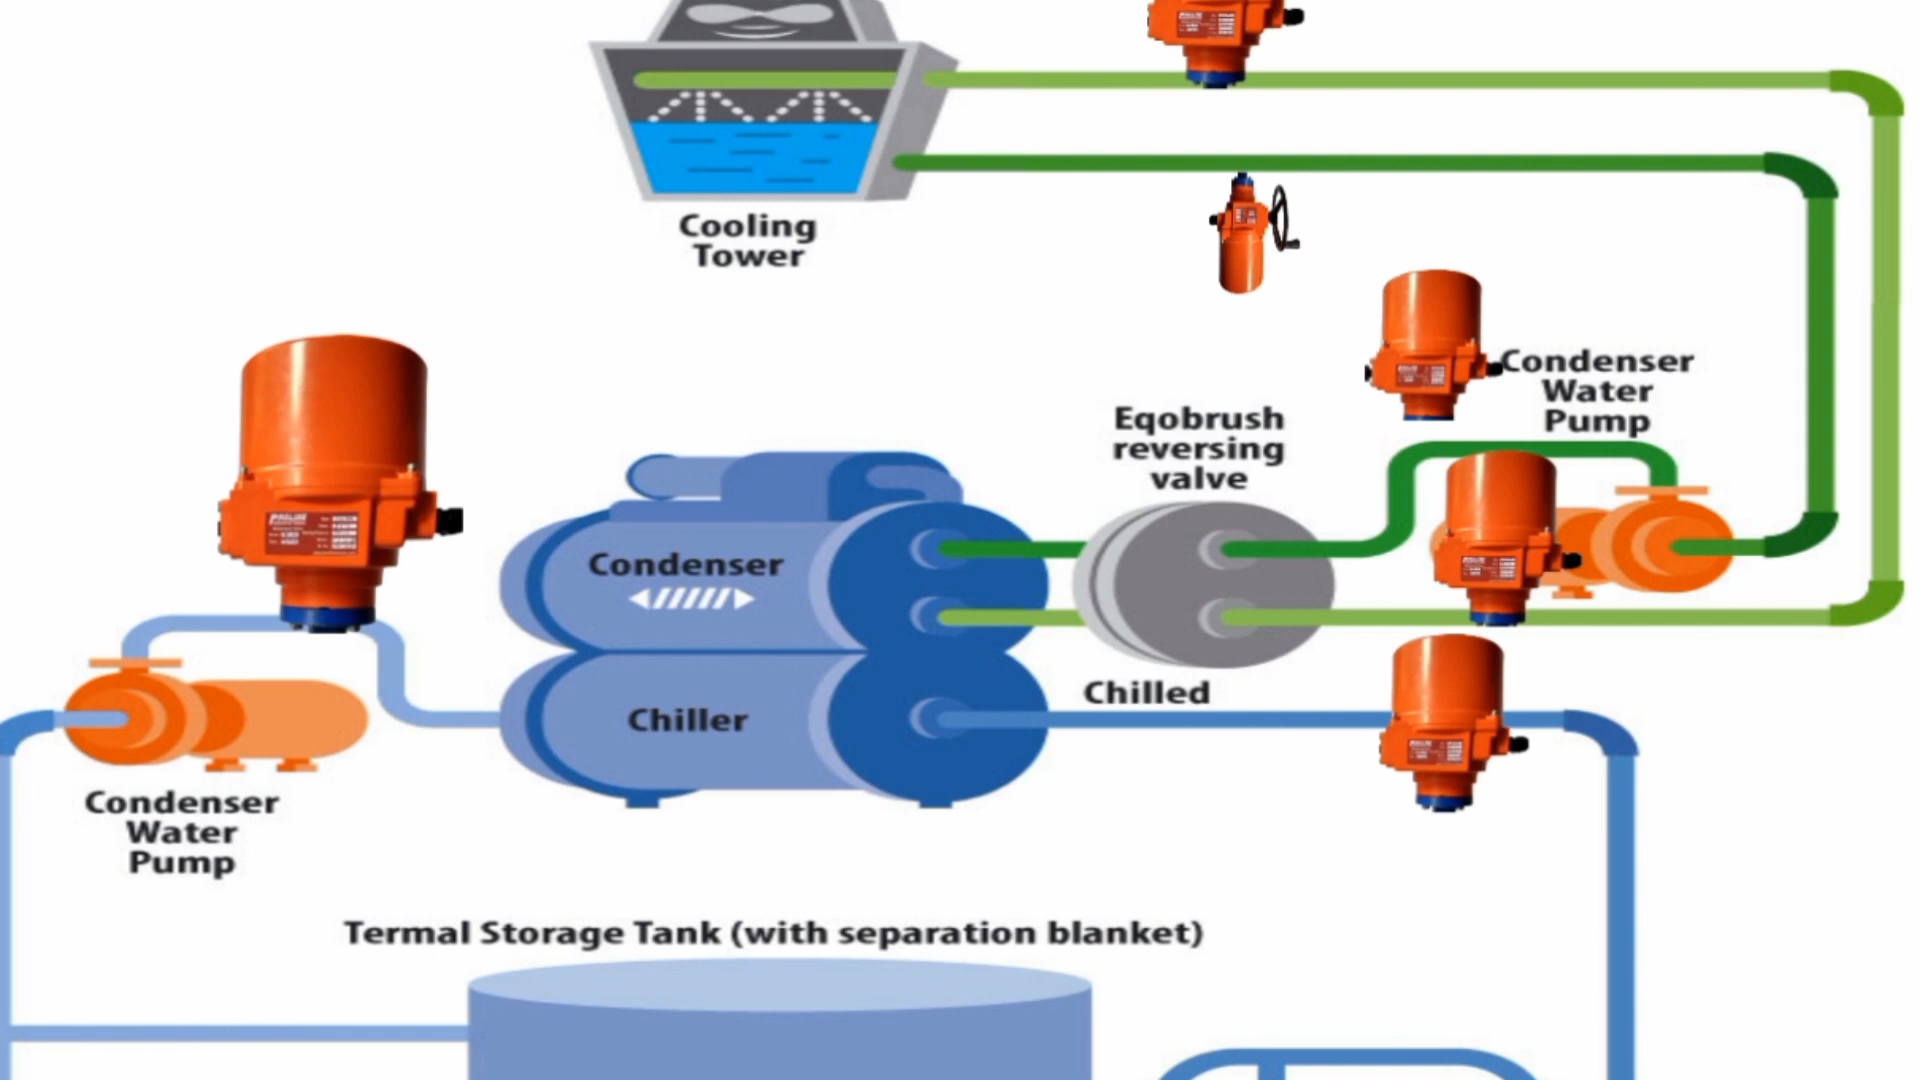 Cooling
Tower
Condenser
Water
Pump
Eqobrush
reversing
valve
Condenser
Chilled
Chiller
Condenser
Water
Pump
Termal Storage Tank (with separation blanket)